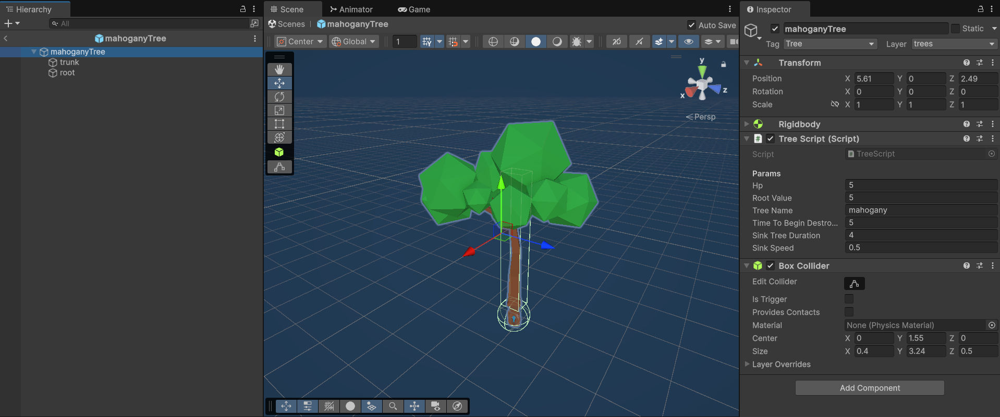 Hierarchy
All
mahoganyTree
mahoganyTree
trunk
root
Scene
Animator
Game
Scenes | mahoganyTree
Auto Save
Center
Global
1
2D
y
x
z
Persp
Inspector
mahoganyTree
Static
Tag Tree
Layer trees
Transform
Position X 5.61 Y 0 Z 2.49
Rotation X 0 Y 0 Z 0
Scale X 1 Y 1 Z 1
Rigidbody
# Tree Script (Script)
Script TreeScript
Params
Hp 5
Root Value 5
Tree Name mahogany
Time To Begin Destro... 5
Sink Tree Duration 4
Sink Speed 0.5
Box Collider
Edit Collider
Is Trigger
Provides Contacts
Material None (Physics Material)
Center X 0 Y 1.55 Z 0
Size X 0.4 Y 3.24 Z 0.5
Layer Overrides
Add Component